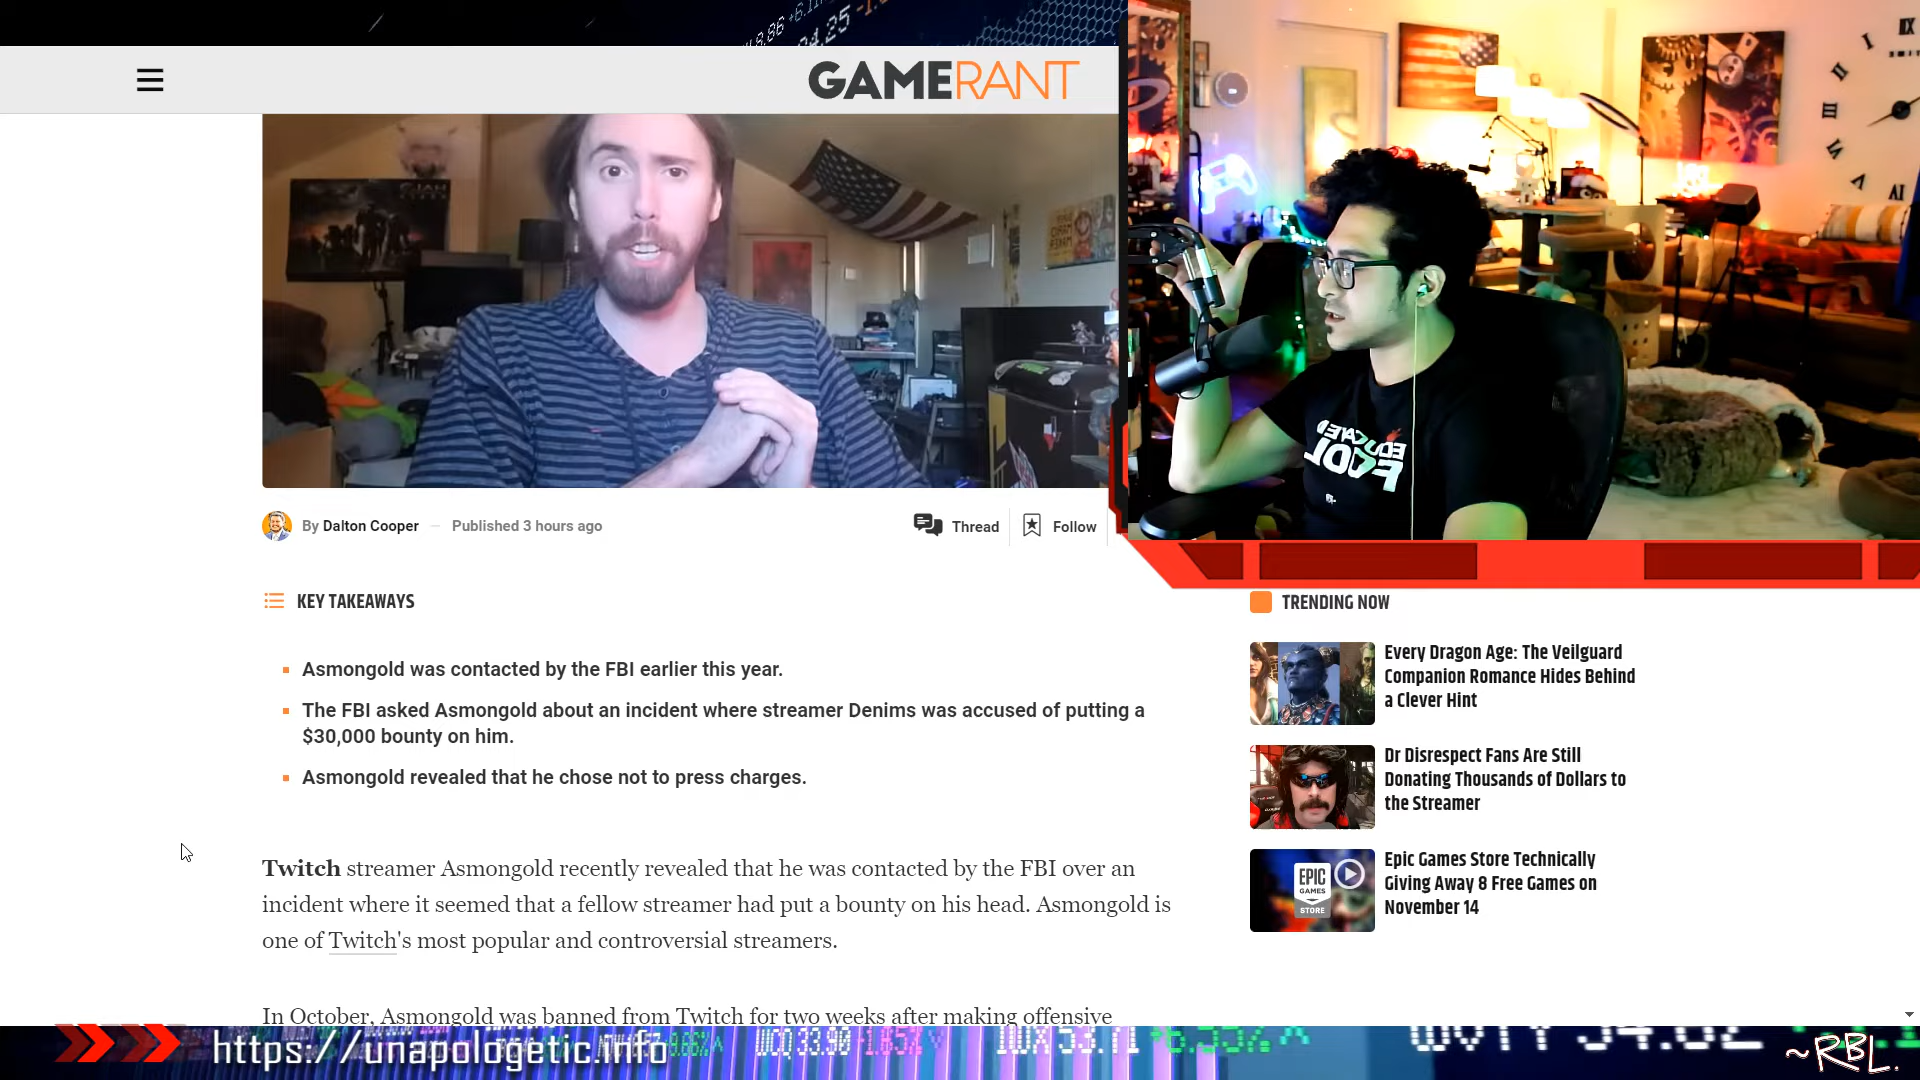 GAMERANT
By Dalton Cooper — Published 3 hours ago
Thread
Follow
KEY TAKEAWAYS
Asmongold was contacted by the FBI earlier this year.
The FBI asked Asmongold about an incident where streamer Denims was accused of putting a
$30,000 bounty on him.
Asmongold revealed that he chose not to press charges.
Twitch streamer Asmongold recently revealed that he was contacted by the FBI over an
incident where it seemed that a fellow streamer had put a bounty on his head. Asmongold is
one of Twitch's most popular and controversial streamers.
In October, Asmongold was banned from Twitch for two weeks after making offensive
TRENDING NOW
Every Dragon Age: The Veilguard
Companion Romance Hides Behind
a Clever Hint
Dr Disrespect Fans Are Still
Donating Thousands of Dollars to
the Streamer
EPIC
GAMES
STORE
Epic Games Store Technically
Giving Away 8 Free Games on
November 14
EDUCATED
FOOL
https://unapologetic.info
~RBL.